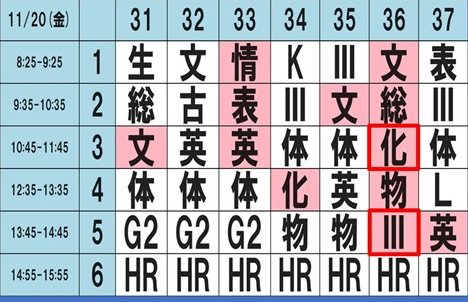 11/20(金) 31 32 33 34 35 36 37
8:25-9:25 1 生 文 情 K III 文 表
9:35-10:35 2 総 古 表 III 文 総 III
10:45-11:45 3 文 英 英 体 体 化 体
12:35-13:35 4 体 体 体 化 英 物 L
13:45-14:45 5 G2 G2 G2 物 物 III 英
14:55-15:55 6 HR HR HR HR HR HR HR